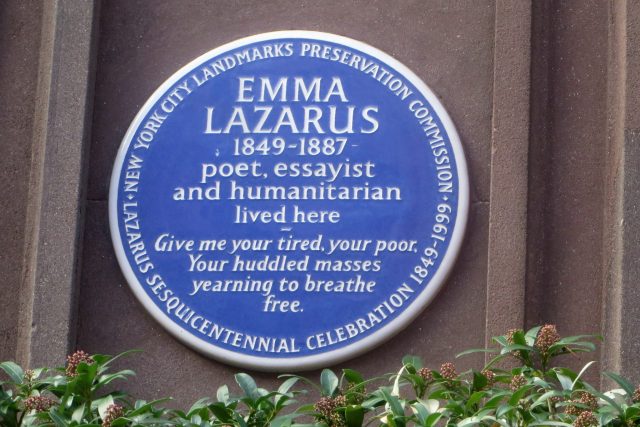 NEW YORK CITY LANDMARKS PRESERVATION COMMISSION
EMMA
LAZARUS
1849-1887
poet, essayist
and humanitarian
lived here
~
Give me your tired, your poor,
Your huddled masses
yearning to breathe
free.
LAZARUS SESQUICENTENNIAL CELEBRATION 1849-1999